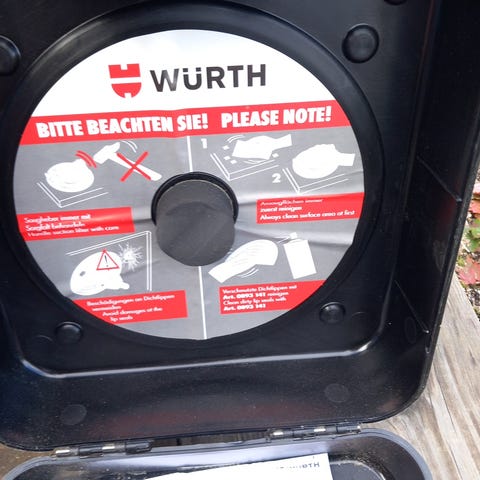 WÜRTH
BITTE BEACHTEN SIE! PLEASE NOTE!
1
2
Saugheber immer mit
Sorgfalt behandeln
Handle suction lifter with care
Ansaugflächen immer
zuerst reinigen
Always clean surface area at first
Beschädigungen an Dichtlippen
vermeiden
Avoid damages at the
lip seals
Verschmutzte Dichtlippen mit
Art. 0893 141 reinigen
Clean dirty lip seals with
Art. 0893 141
WÜRTH